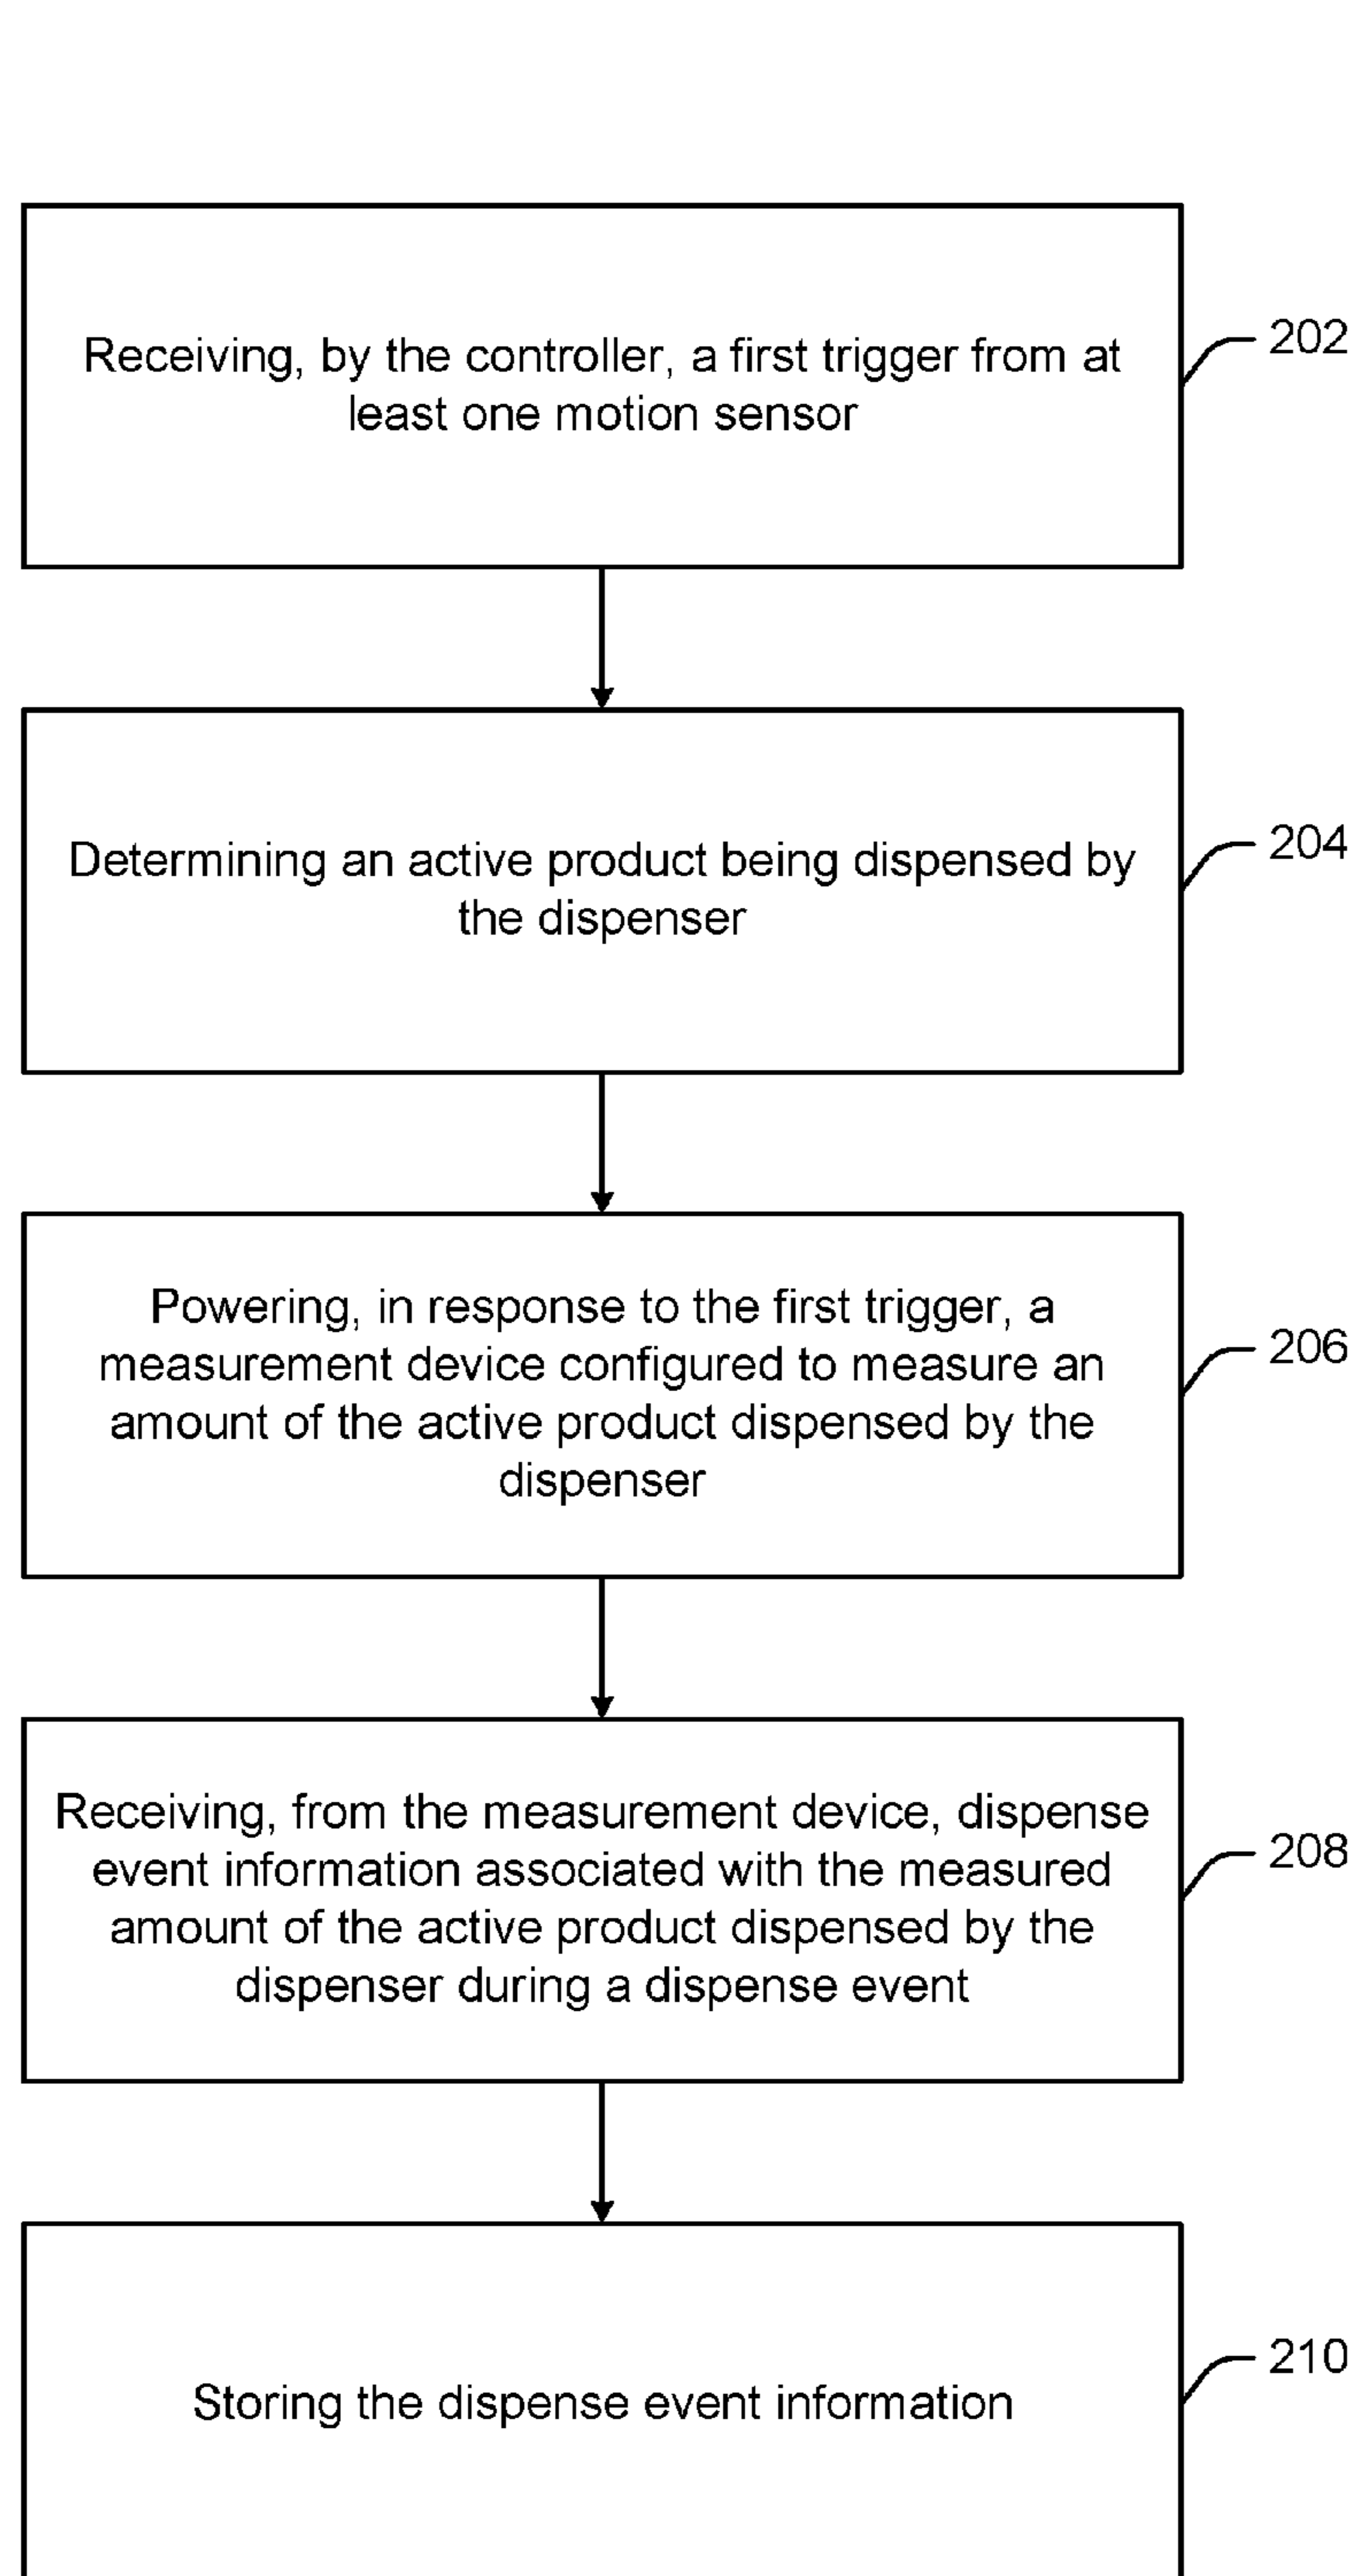 Receiving, by the controller, a first trigger from at
least one motion sensor
202
Determining an active product being dispensed by
the dispenser
204
Powering, in response to the first trigger, a
measurement device configured to measure an
amount of the active product dispensed by the
dispenser
206
Receiving, from the measurement device, dispense
event information associated with the measured
amount of the active product dispensed by the
dispenser during a dispense event
208
Storing the dispense event information
210